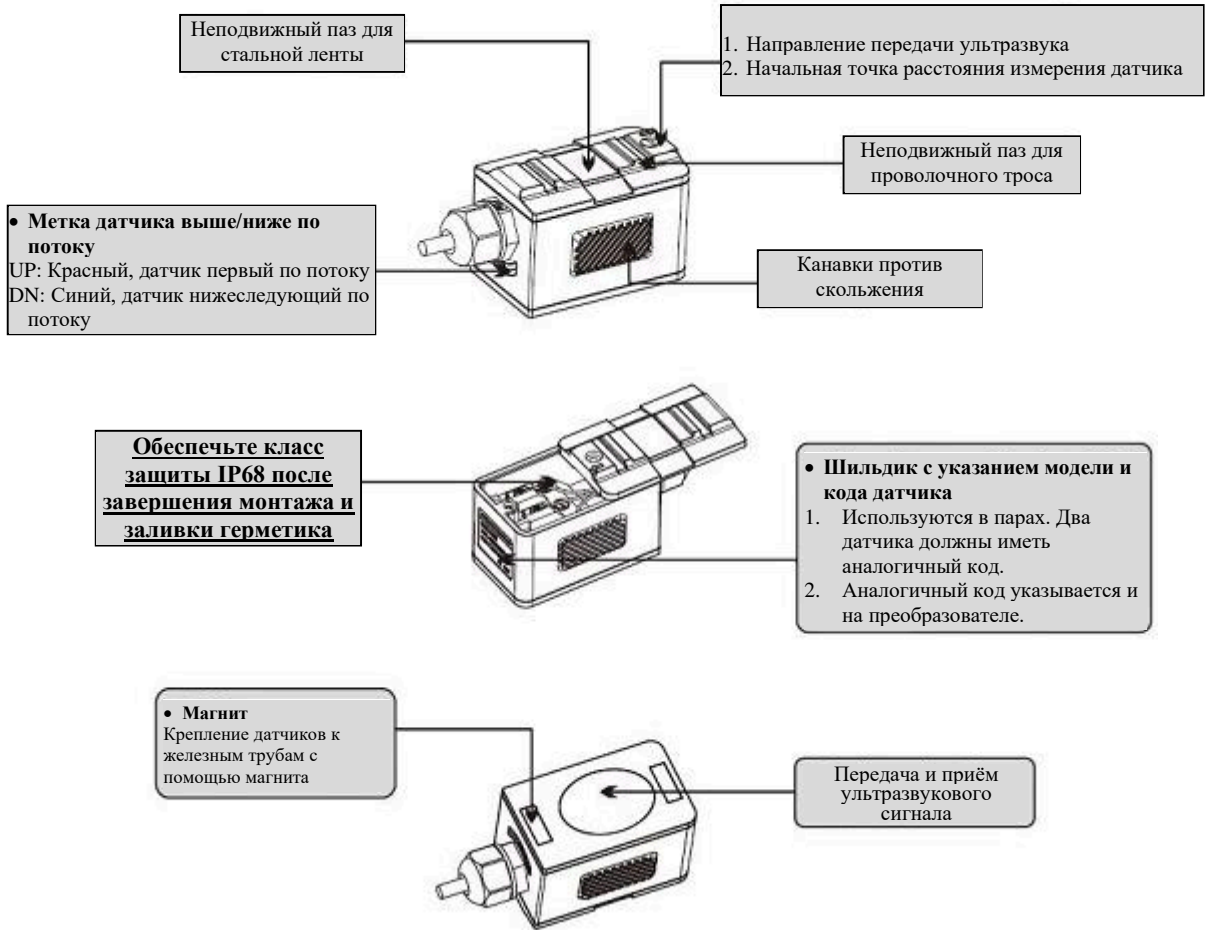 Неподвижный паз для
стальной ленты
1. Направление передачи ультразвука
2. Начальная точка расстояния измерения датчика
Неподвижный паз для
проволочного троса
• Метка датчика выше/ниже по
потоку
UP: Красный, датчик первый по потоку
DN: Синий, датчик нижеследующий по
потоку
Канавки против
скольжения
Обеспечьте класс
защиты IP68 после
завершения монтажа и
заливки герметика
• Шильдик с указанием модели и
кода датчика
1. Используются в парах. Два
датчика должны иметь
аналогичный код.
2. Аналогичный код указывается и
на преобразователе.
• Магнит
Крепление датчиков к
железным трубам с
помощью магнита
Передача и приём
ультразвукового
сигнала